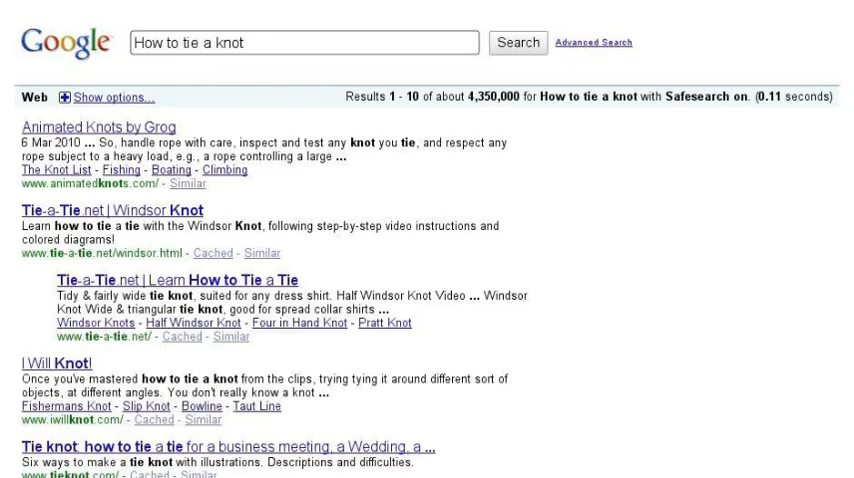 Google How to tie a knot Search Advanced Search
Web Show options... Results 1 - 10 of about 4,350,000 for How to tie a knot with Safesearch on. (0.11 seconds)
Animated Knots by Grog
6 Mar 2010 ... So, handle rope with care, inspect and test any knot you tie, and respect any
rope subject to a heavy load, e.g., a rope controlling a large ...
The Knot List - Fishing - Boating - Climbing
www.animatedknots.com/ - Similar
Tie-a-Tie.net | Windsor Knot
Learn how to tie a tie with the Windsor Knot, following step-by-step video instructions and
colored diagrams!
www.tie-a-tie.net/windsor.html - Cached - Similar
Tie-a-Tie.net | Learn How to Tie a Tie
Tidy & fairly wide tie knot, suited for any dress shirt. Half Windsor Knot Video ... Windsor
Knot Wide & triangular tie knot, good for spread collar shirts ...
Windsor Knots - Half Windsor Knot - Four in Hand Knot - Pratt Knot
www.tie-a-tie.net/ - Cached - Similar
I Will Knot!
Once you've mastered how to tie a knot from the clips, trying tying it around different sort of
objects, at different angles. You don't really know a knot ...
Fishermans Knot - Slip Knot - Bowline - Taut Line
www.iwillknot.com/ - Cached - Similar
Tie knot: how to tie a tie for a business meeting, a Wedding, a ...
Six ways to make a tie knot with illustrations. Descriptions and difficulties.
www.tieknot.com/ - Cached - Similar